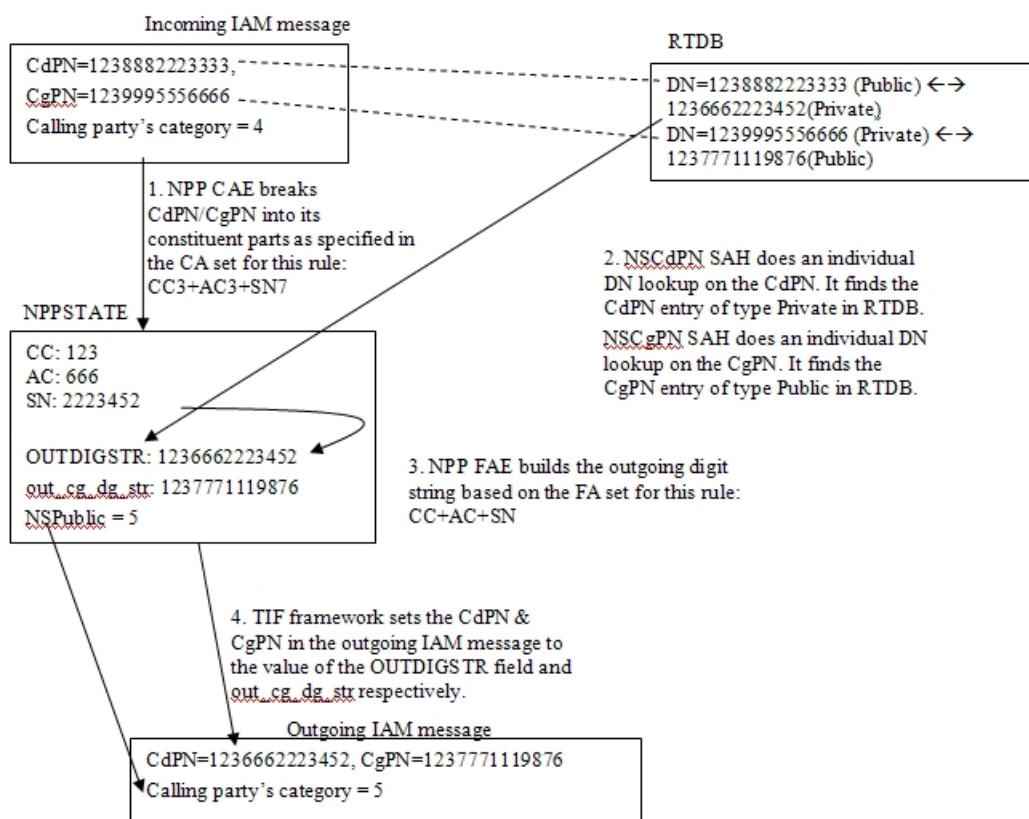 Incoming IAM message
CdPN=1238882223333,
CgPN=1239995556666
Calling party's category = 4
RTDB
DN=1238882223333 (Public) ←→
1236662223452(Private)
DN=1239995556666 (Private) ←→
1237771119876(Public)
1. NPP CAE breaks
CdPN/CgPN into its
constituent parts as specified in
the CA set for this rule:
CC3+AC3+SN7
2. NSCdPN SAH does an individual
DN lookup on the CdPN. It finds the
CdPN entry of type Private in RTDB.
NSCgPN SAH does an individual DN
lookup on the CgPN. It finds the
CgPN entry of type Public in RTDB.
NPPSTATE
CC: 123
AC: 666
SN: 2223452
OUTDIGSTR: 1236662223452
out_cg_dg_str: 1237771119876
NSPublic = 5
3. NPP FAE builds the outgoing digit
string based on the FA set for this rule:
CC+AC+SN
4. TIF framework sets the CdPN &
CgPN in the outgoing IAM message to
the value of the OUTDIGSTR field and
out_cg_dg_str respectively.
Outgoing IAM message
CdPN=1236662223452, CgPN=1237771119876
Calling party's category = 5